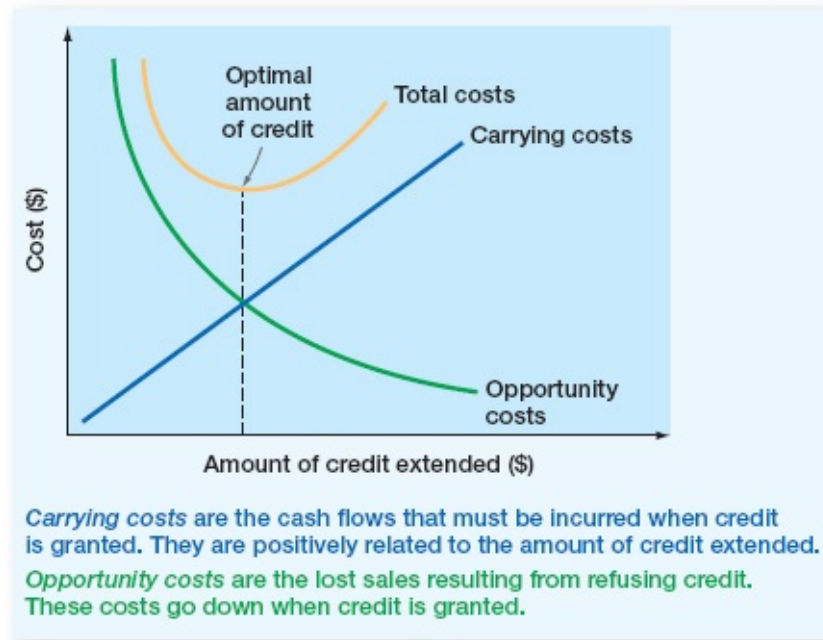 Optimal
amount
of credit
Total costs
Carrying costs
Cost ($)
Opportunity
costs
Amount of credit extended ($)
Carrying costs are the cash flows that must be incurred when credit
is granted. They are positively related to the amount of credit extended.
Opportunity costs are the lost sales resulting from refusing credit.
These costs go down when credit is granted.